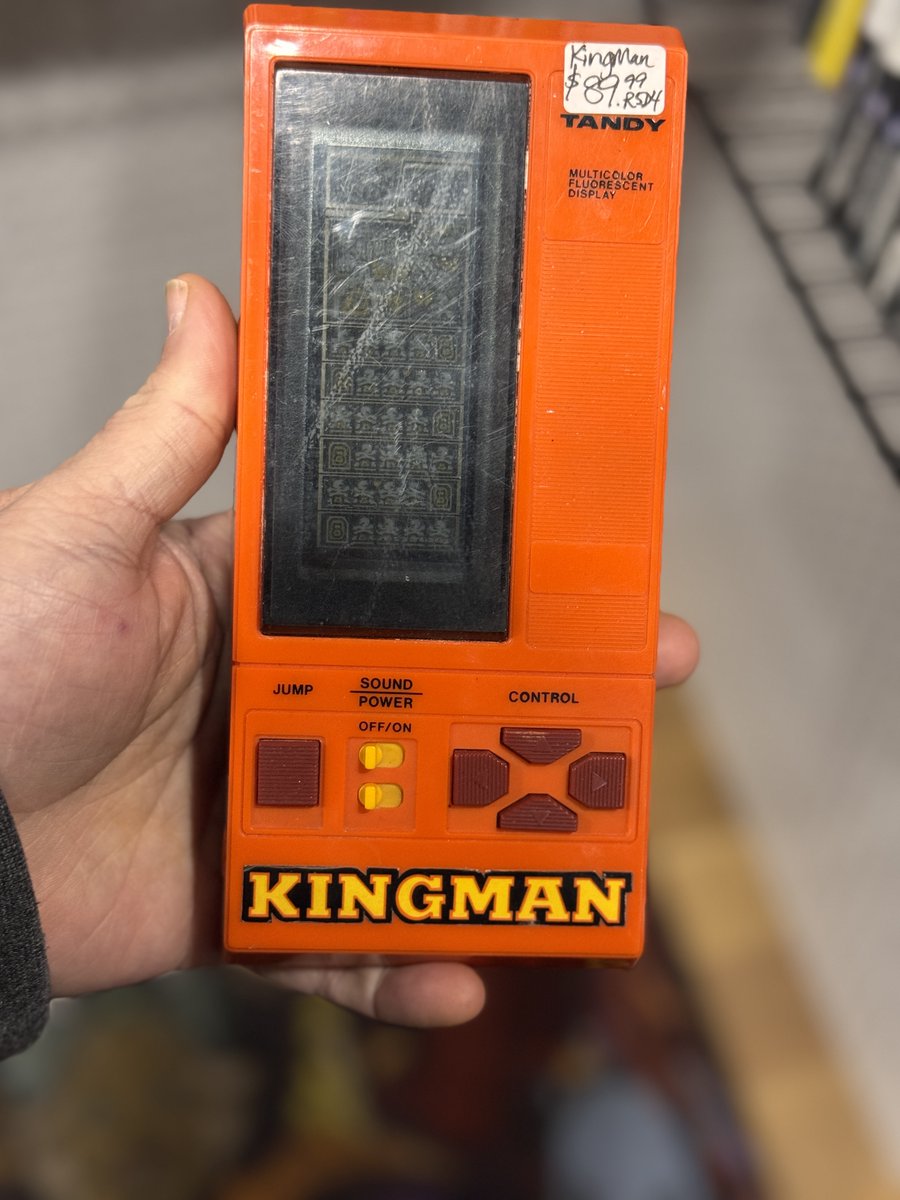 KingMan
$89.99
RSD4
TANDY
MULTICOLOR
FLUORESCENT
DISPLAY
JUMP
SOUND
POWER
OFF/ON
CONTROL
KINGMAN